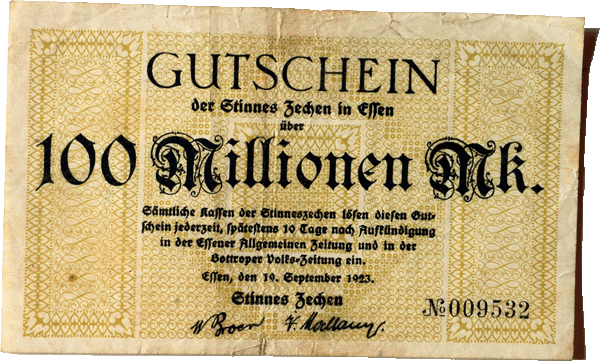 GUTSCHEIN
der Stinnes Zechen in Essen
über
100 Millionen Mk.
Sämtliche Kassen der Stinneszechen lösen diesen Gut-
schein jederzeit, spätestens 10 Tage nach Aufkündigung
in der Essener Allgemeinen Zeitung und in der
Bottroper Volks-Zeitung ein.
Essen, den 19. September 1923.
Stinnes Zechen
№009532